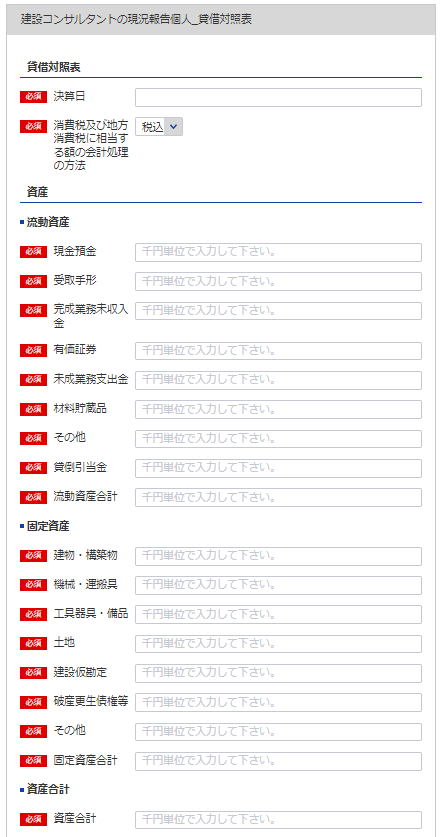 建設コンサルタントの現況報告個人_貸借対照表
貸借対照表
必須 決算日
必須 消費税及び地方
消費税に相当す
る額の会計処理
の方法
税込
資産
流動資産
必須 現金預金 千円単位で入力して下さい。
必須 受取手形 千円単位で入力して下さい。
必須 完成業務未収入
金
千円単位で入力して下さい。
必須 有価証券 千円単位で入力して下さい。
必須 未成業務支出金 千円単位で入力して下さい。
必須 材料貯蔵品 千円単位で入力して下さい。
必須 その他 千円単位で入力して下さい。
必須 貸倒引当金 千円単位で入力して下さい。
必須 流動資産合計 千円単位で入力して下さい。
固定資産
必須 建物・構築物 千円単位で入力して下さい。
必須 機械・運搬具 千円単位で入力して下さい。
必須 工具器具・備品 千円単位で入力して下さい。
必須 土地 千円単位で入力して下さい。
必須 建設仮勘定 千円単位で入力して下さい。
必須 破産更生債権等 千円単位で入力して下さい。
必須 その他 千円単位で入力して下さい。
必須 固定資産合計 千円単位で入力して下さい。
資産合計
必須 資産合計 千円単位で入力して下さい。